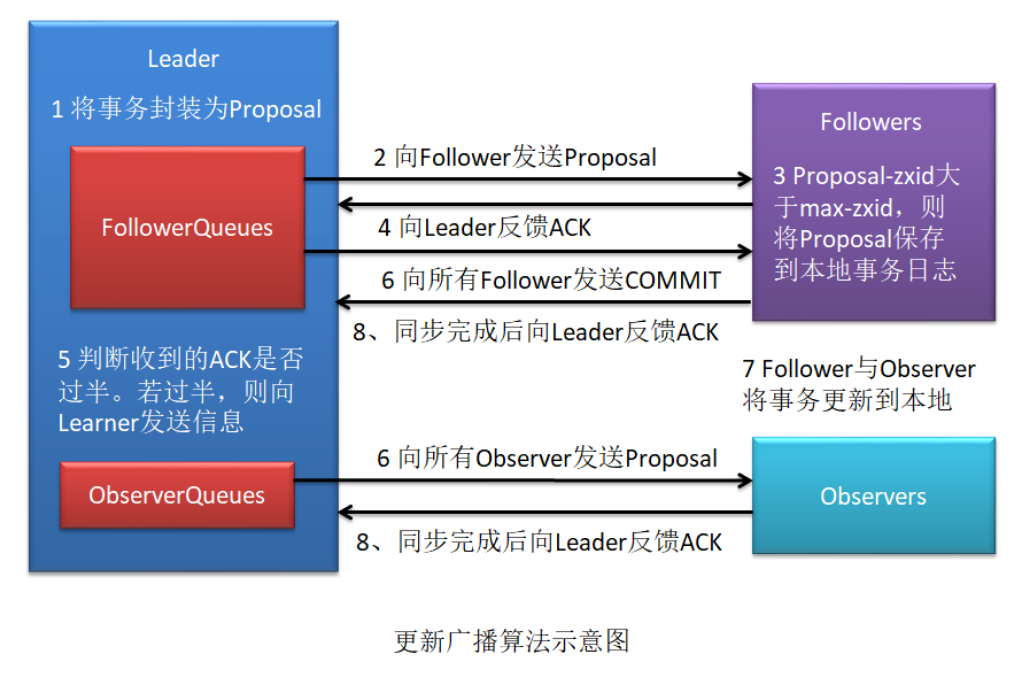 Leader
1 将事务封装为Proposal
FollowerQueues
5 判断收到的ACK是否
过半。若过半，则向
Learner发送信息
ObserverQueues
2 向Follower发送Proposal
4 向Leader反馈ACK
6 向所有Follower发送COMMIT
8、同步完成后向Leader反馈ACK
Followers
3 Proposal-zxid大
于max-zxid，则
将Proposal保存
到本地事务日志
7 Follower与Observer
将事务更新到本地
6 向所有Observer发送Proposal
8、同步完成后向Leader反馈ACK
Observers
更新广播算法示意图